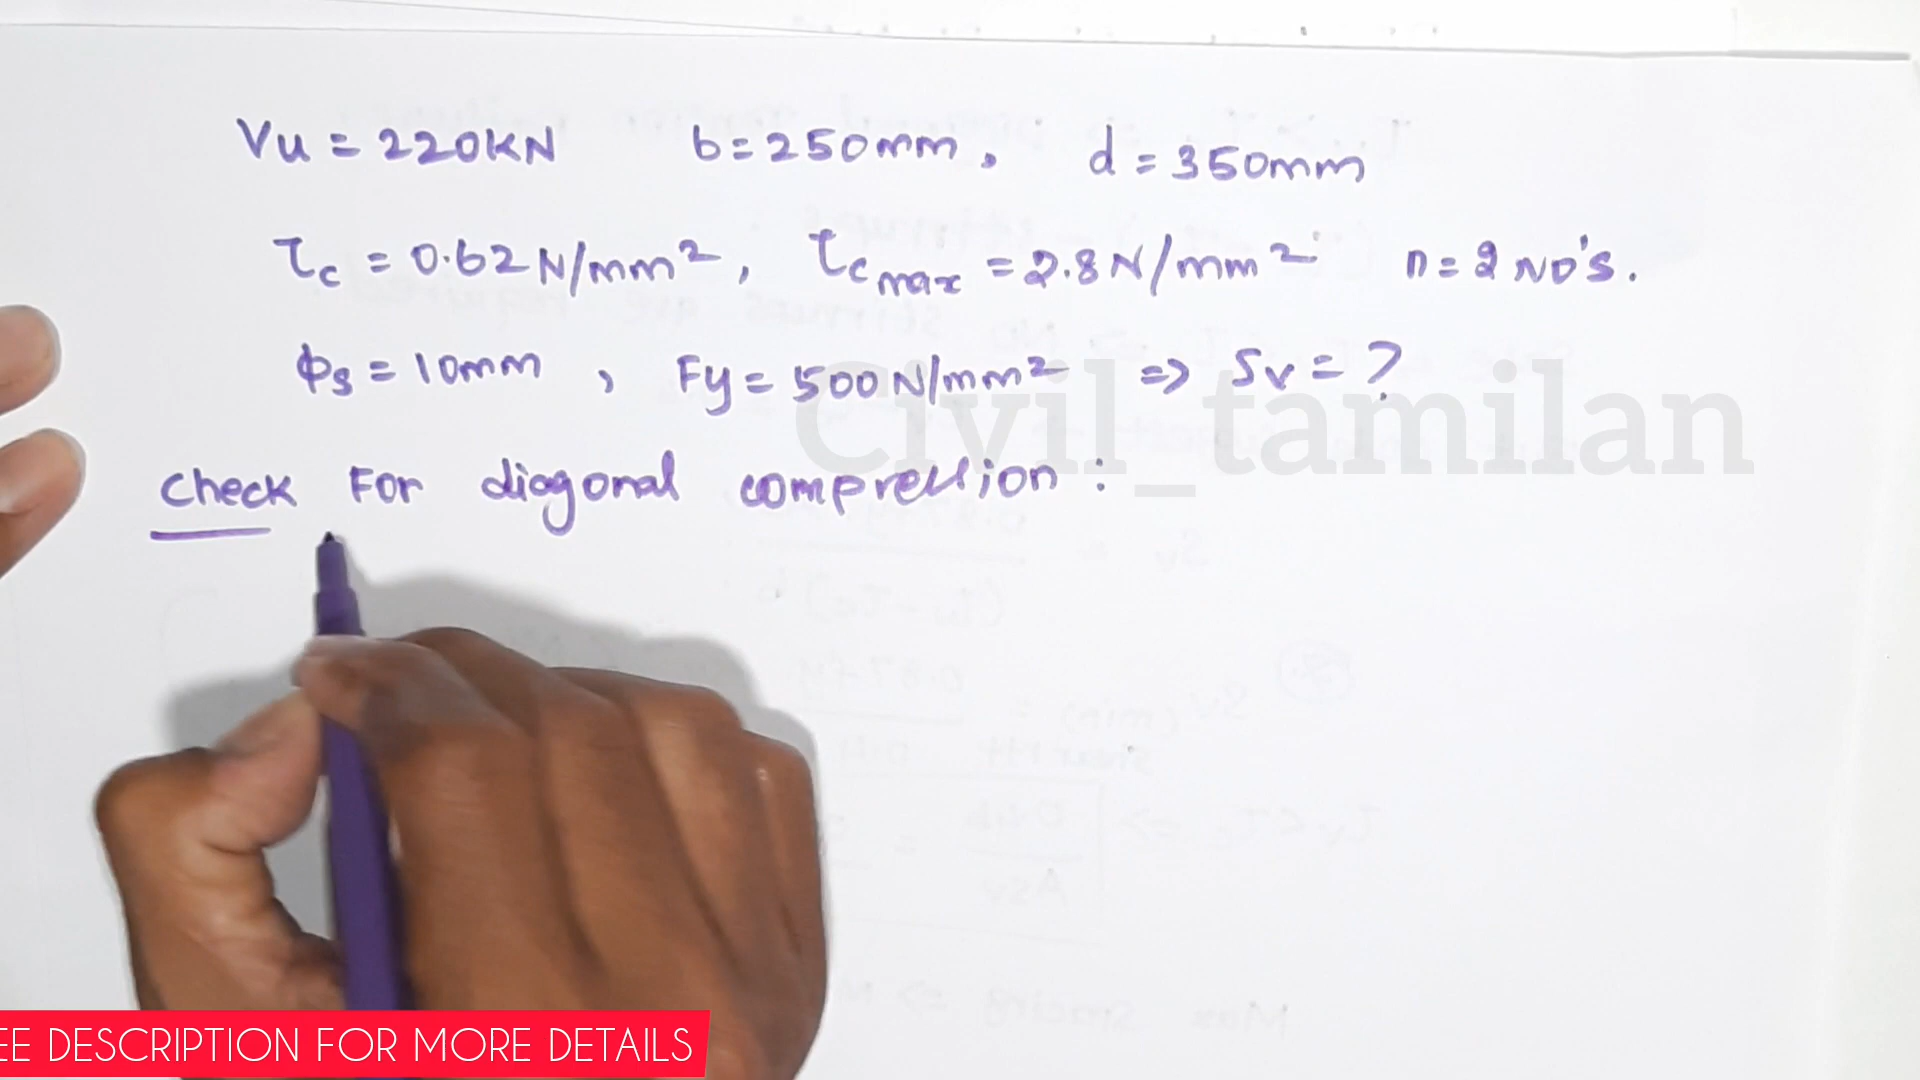 Vu = 220KN b=250mm, d=350mm
τc = 0.62 N/mm², τc max = 2.8 N/mm² n=2 NO's.
ϕs = 10mm, Fy = 500 N/mm² => Sv = ?
Check For diagonal compression :
Civil_tamilan
EE DESCRIPTION FOR MORE DETAILS